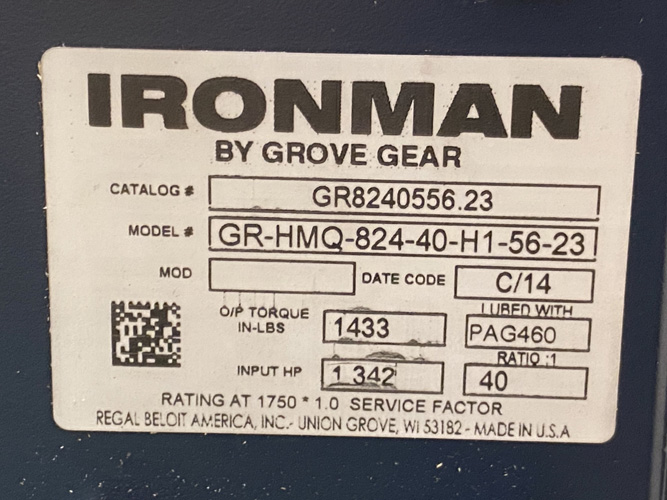 IRONMAN
BY GROVE GEAR
CATALOG # GR8240556.23
MODEL # GR-HMQ-824-40-H1-56-23
MOD DATE CODE C/14
O/P TORQUE IN-LBS 1433 LUBED WITH PAG460
INPUT HP 1.342 RATIO :1 40
RATING AT 1750 * 1.0 SERVICE FACTOR
REGAL BELOIT AMERICA, INC.- UNION GROVE, WI 53182 - MADE IN U.S.A